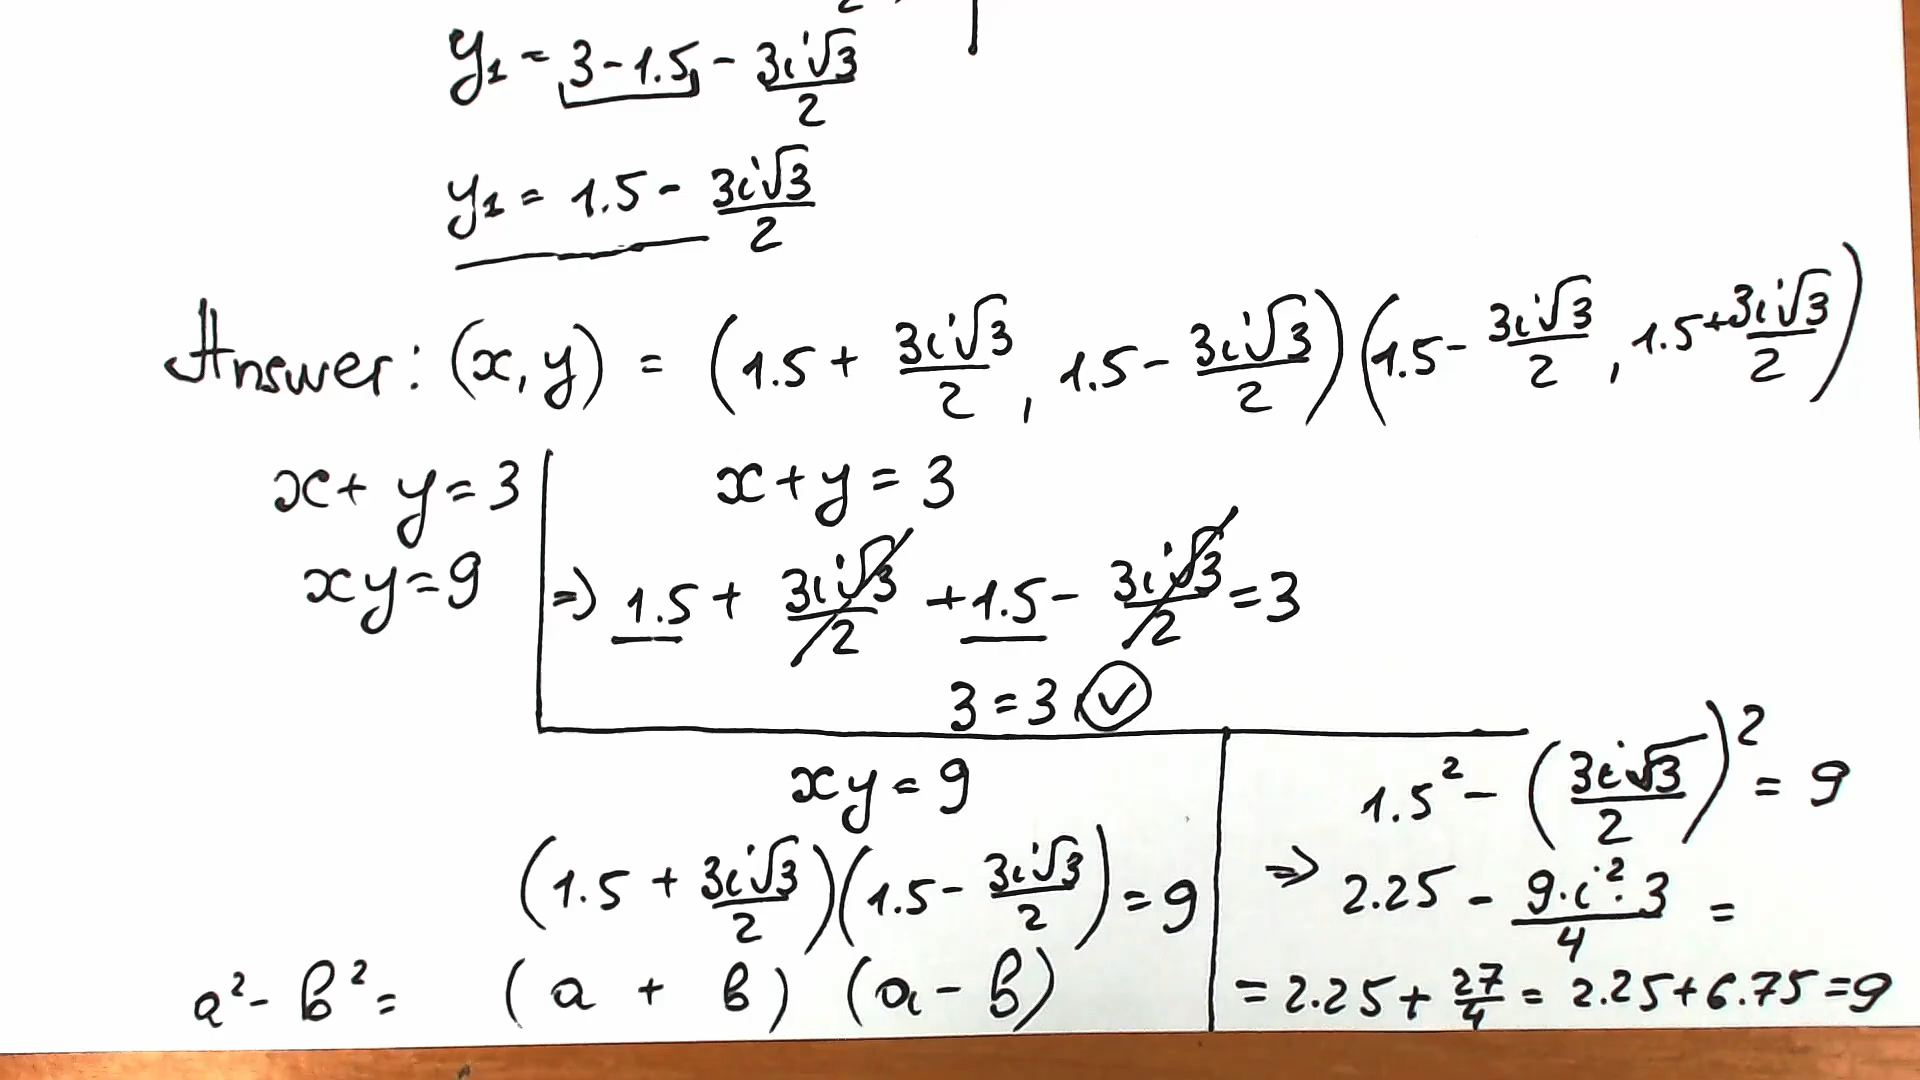 y₁ = 3 - 1.5 - 3i√3/2
y₁ = 1.5 - 3i√3/2
Answer: (x, y) = (1.5 + 3i√3/2, 1.5 - 3i√3/2) (1.5 - 3i√3/2, 1.5 + 3i√3/2)
x + y = 3
xy = 9
x + y = 3
=> 1.5 + 3i√3/2 + 1.5 - 3i√3/2 = 3
3 = 3 ✓
xy = 9
(1.5 + 3i√3/2)(1.5 - 3i√3/2) = 9
a² - b² = (a + b) (a - b)
1.5² - (3i√3/2)² = 9
=> 2.25 - 9·i²·3/4 =
= 2.25 + 27/4 = 2.25 + 6.75 = 9